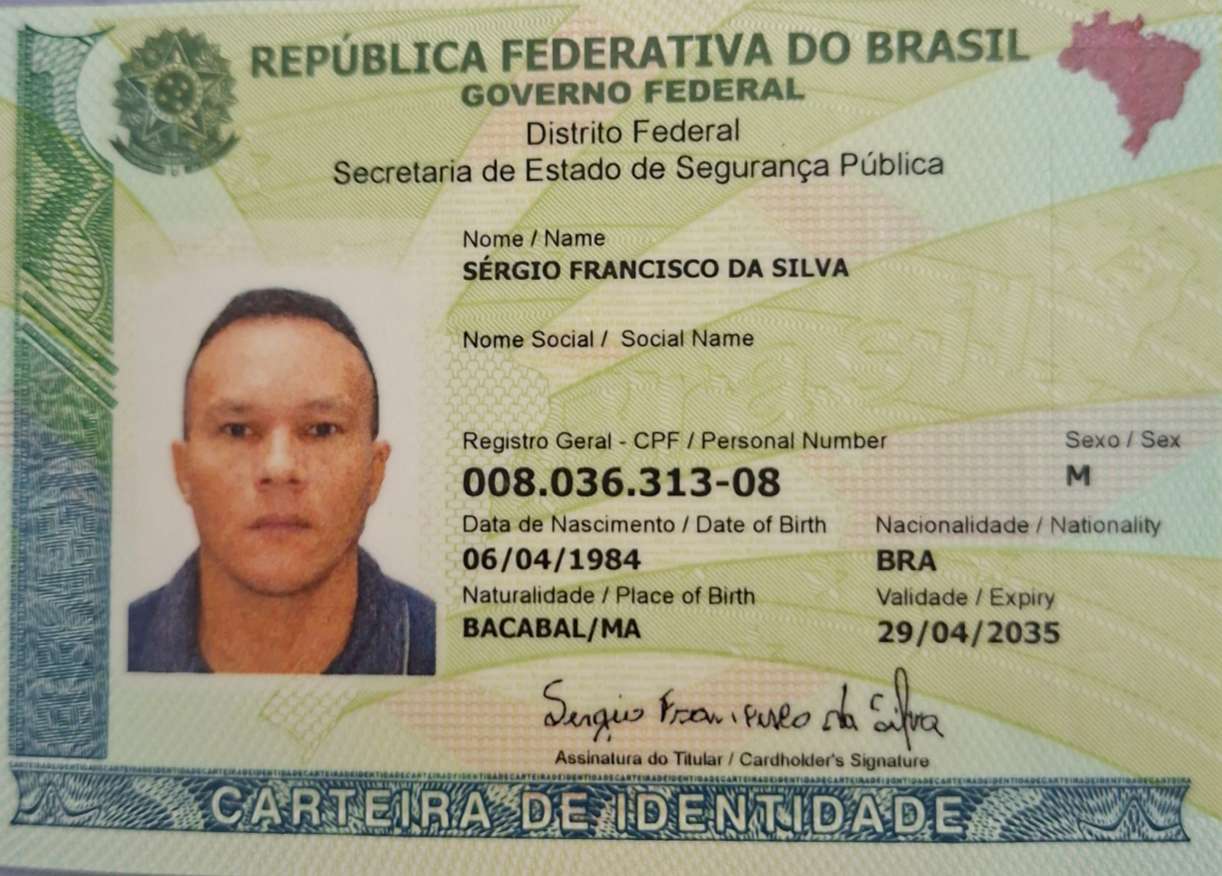 REPÚBLICA FEDERATIVA DO BRASIL
GOVERNO FEDERAL
Distrito Federal
Secretaria de Estado de Segurança Pública
Nome / Name
SÉRGIO FRANCISCO DA SILVA
Nome Social / Social Name
Registro Geral - CPF / Personal Number
Sexo / Sex
008.036.313-08
M
Data de Nascimento / Date of Birth
Nacionalidade / Nationality
06/04/1984
BRA
Naturalidade / Place of Birth
Validade / Expiry
BACABAL/MA
29/04/2035
Sergio Francisco da Silva
Assinatura do Titular / Cardholder's Signature
CARTEIRA DE IDENTIDADE